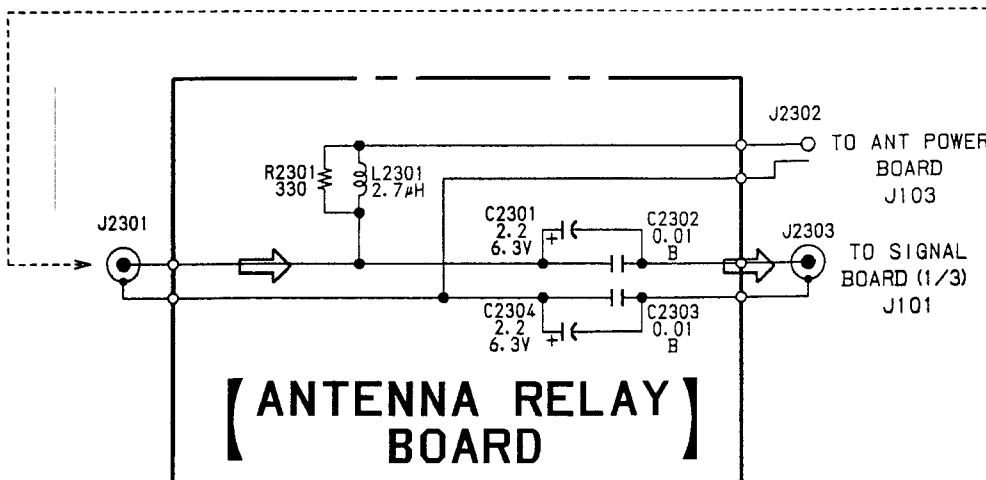 J2302
TO ANT POWER
BOARD
J103
R2301
330
L2301
2.7μH
J2301
C2301
2.2
6.3V
+
C2302
0.01
B
J2303
TO SIGNAL
BOARD (1/3)
J101
C2304
2.2
6.3V
+
C2303
0.01
B
【ANTENNA RELAY
BOARD】